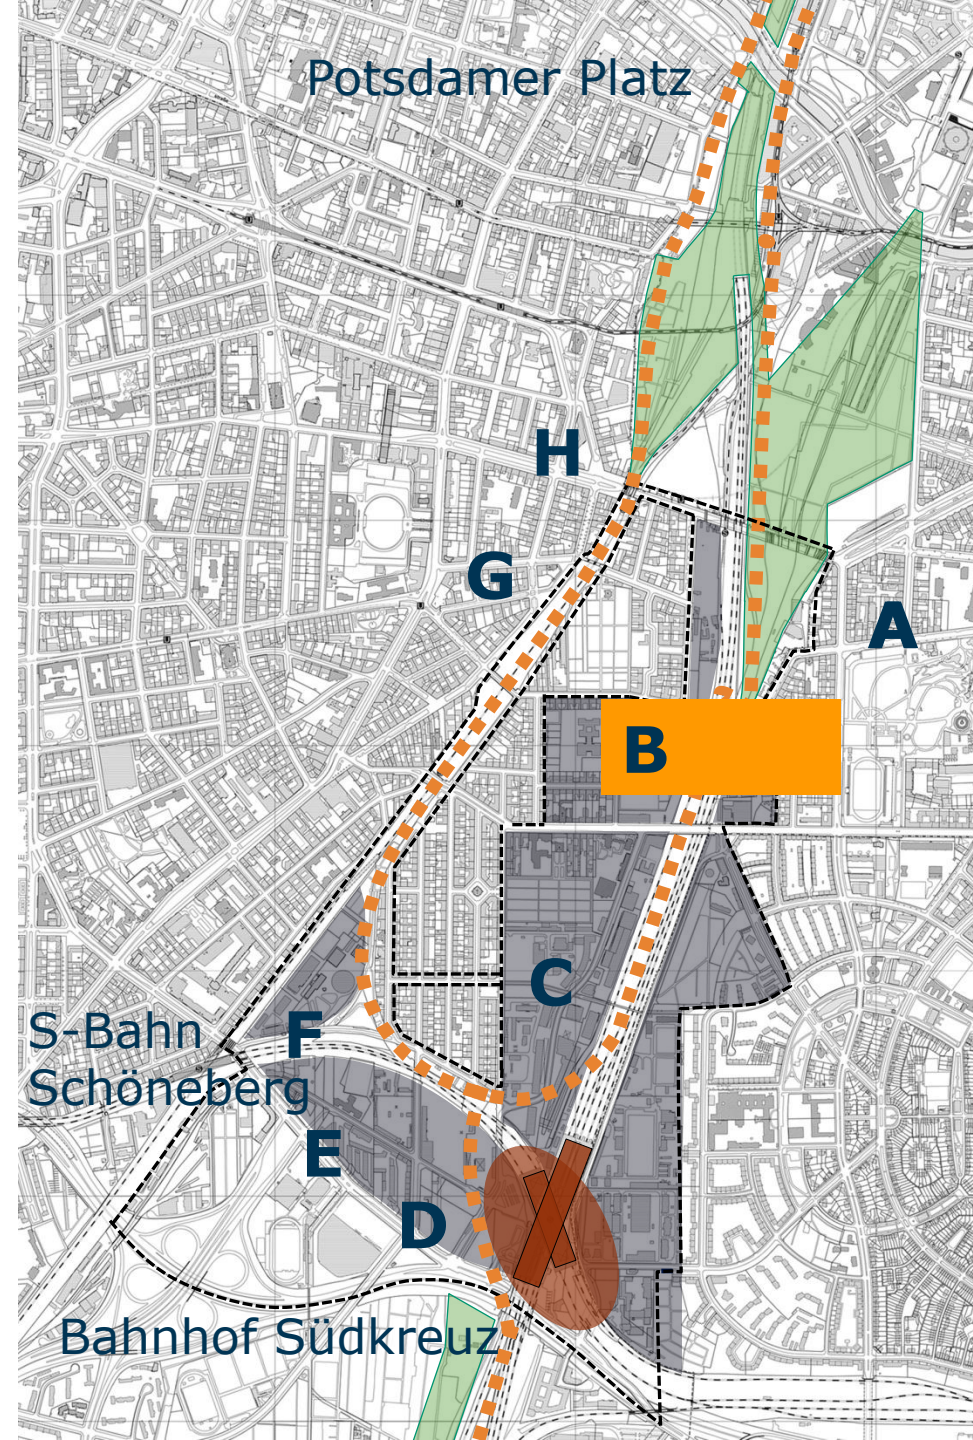 Potsdamer Platz
H
G
A
B
C
S-Bahn
Schöneberg
F
E
D
Bahnhof Südkreuz